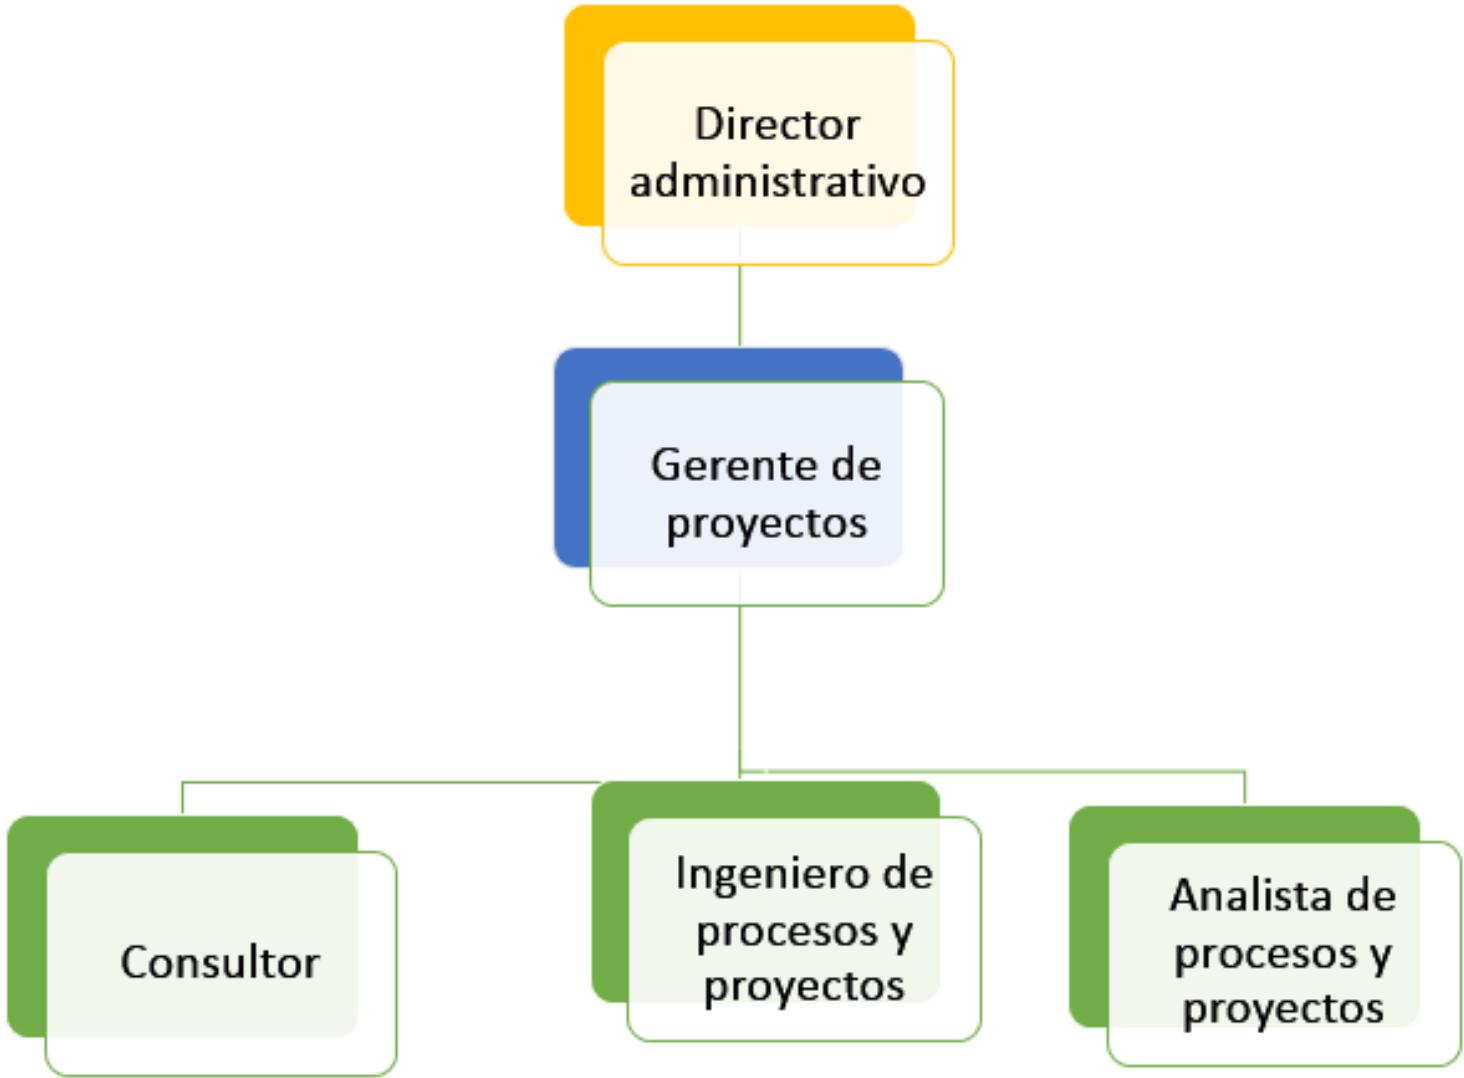 Director
administrativo
Gerente de
proyectos
Consultor
Ingeniero de
procesos y
proyectos
Analista de
procesos y
proyectos